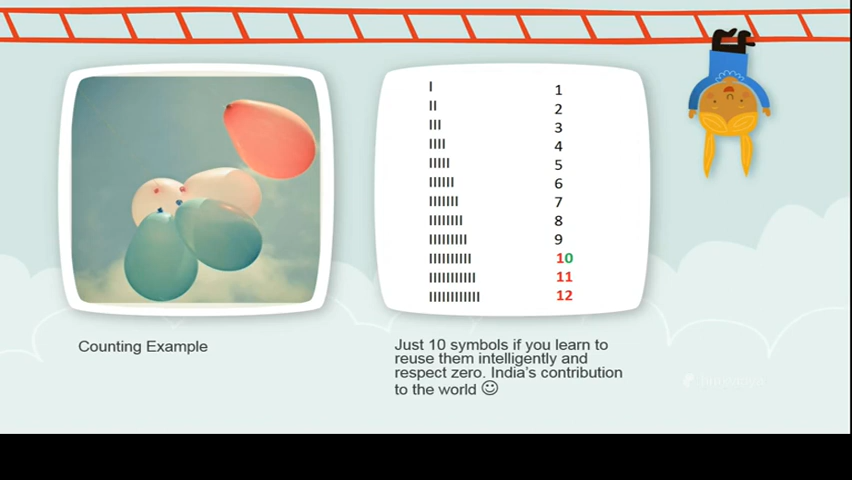 I 1
II 2
III 3
IIII 4
IIIII 5
IIIIII 6
IIIIIII 7
IIIIIIII 8
IIIIIIIII 9
IIIIIIIIII 10
IIIIIIIIIII 11
IIIIIIIIIIII 12
Counting Example
Just 10 symbols if you learn to
reuse them intelligently and
respect zero. India's contribution
to the world ☺